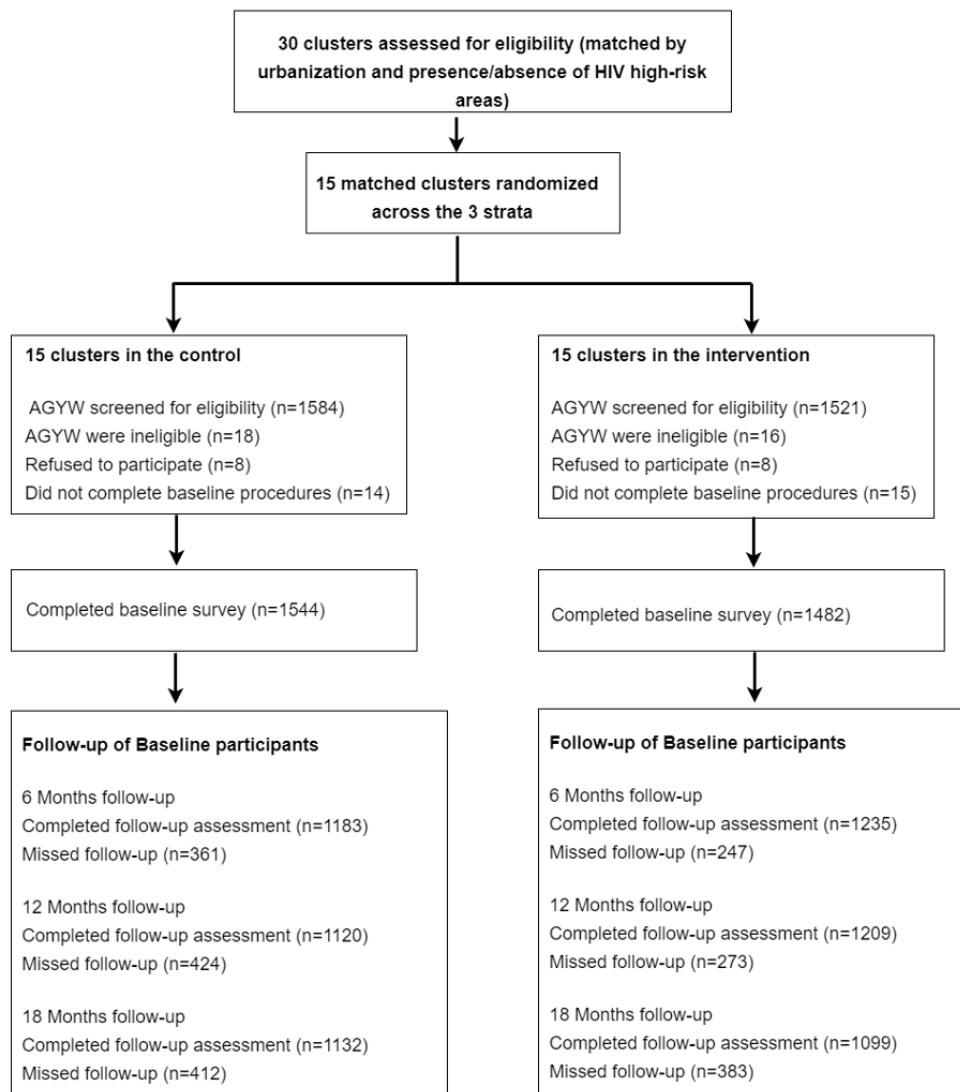 30 clusters assessed for eligibility (matched by
urbanization and presence/absence of HIV high-risk
areas)
15 matched clusters randomized
across the 3 strata
15 clusters in the control
AGYW screened for eligibility (n=1584)
AGYW were ineligible (n=18)
Refused to participate (n=8)
Did not complete baseline procedures (n=14)
15 clusters in the intervention
AGYW screened for eligibility (n=1521)
AGYW were ineligible (n=16)
Refused to participate (n=8)
Did not complete baseline procedures (n=15)
Completed baseline survey (n=1544)
Completed baseline survey (n=1482)
Follow-up of Baseline participants
6 Months follow-up
Completed follow-up assessment (n=1183)
Missed follow-up (n=361)
12 Months follow-up
Completed follow-up assessment (n=1120)
Missed follow-up (n=424)
18 Months follow-up
Completed follow-up assessment (n=1132)
Missed follow-up (n=412)
Follow-up of Baseline participants
6 Months follow-up
Completed follow-up assessment (n=1235)
Missed follow-up (n=247)
12 Months follow-up
Completed follow-up assessment (n=1209)
Missed follow-up (n=273)
18 Months follow-up
Completed follow-up assessment (n=1099)
Missed follow-up (n=383)